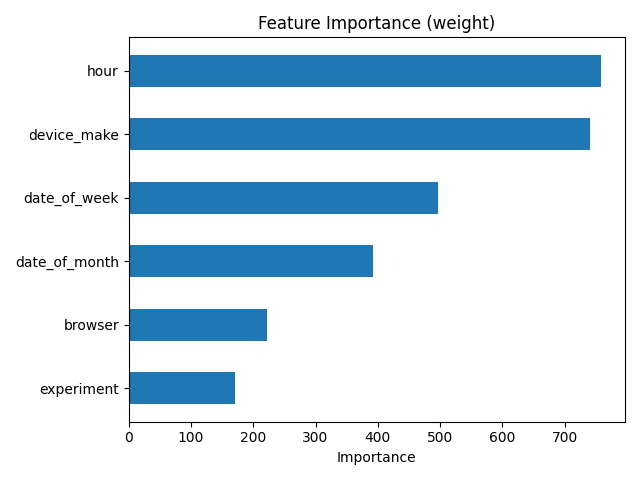 Feature Importance (weight)
hour
device_make
date_of_week
date_of_month
browser
experiment
0 100 200 300 400 500 600 700
Importance